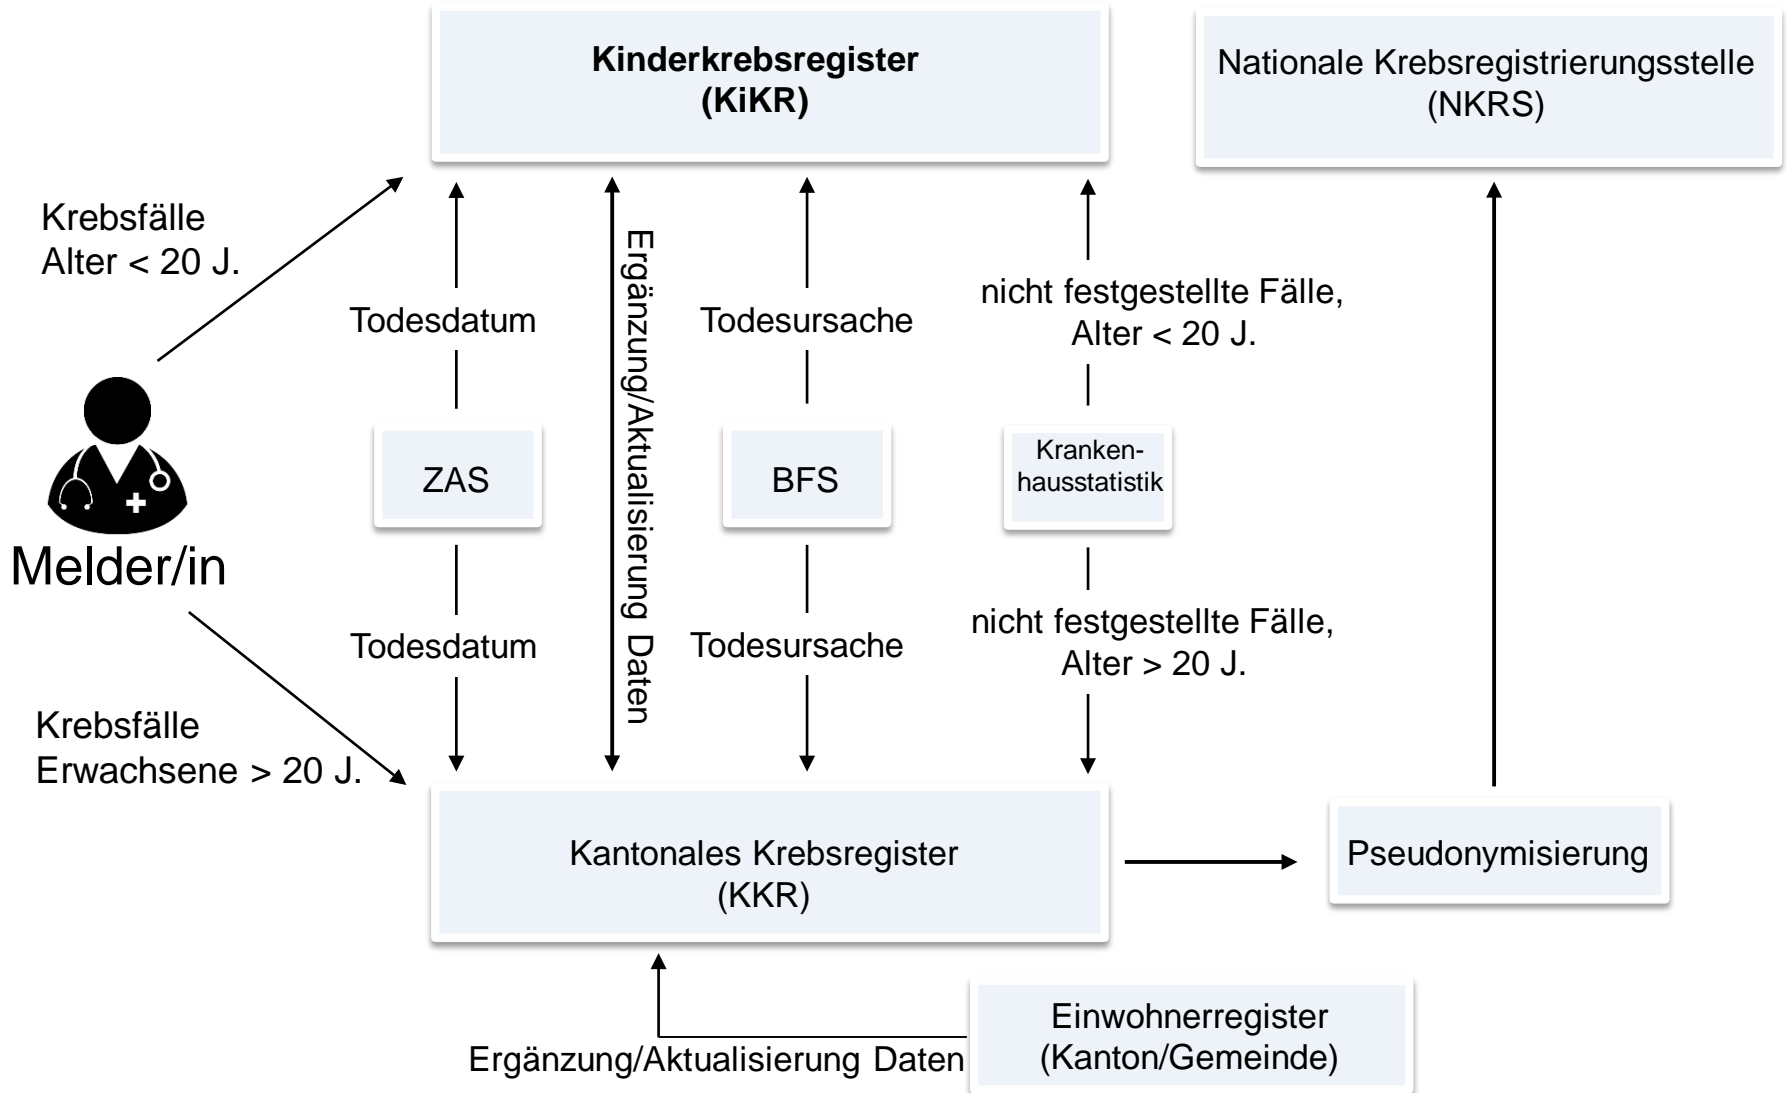 Kinderkrebsregister
(KiKR)
Nationale Krebsregistrierungsstelle
(NKRS)
Krebsfälle
Alter < 20 J.
Todesdatum
Ergänzung/Aktualisierung Daten
Todesursache
nicht festgestellte Fälle,
Alter < 20 J.
ZAS
BFS
Kranken-
hausstatistik
Melder/in
Todesdatum
Todesursache
nicht festgestellte Fälle,
Alter > 20 J.
Krebsfälle
Erwachsene > 20 J.
Kantonales Krebsregister
(KKR)
Pseudonymisierung
Einwohnerregister
(Kanton/Gemeinde)
Ergänzung/Aktualisierung Daten